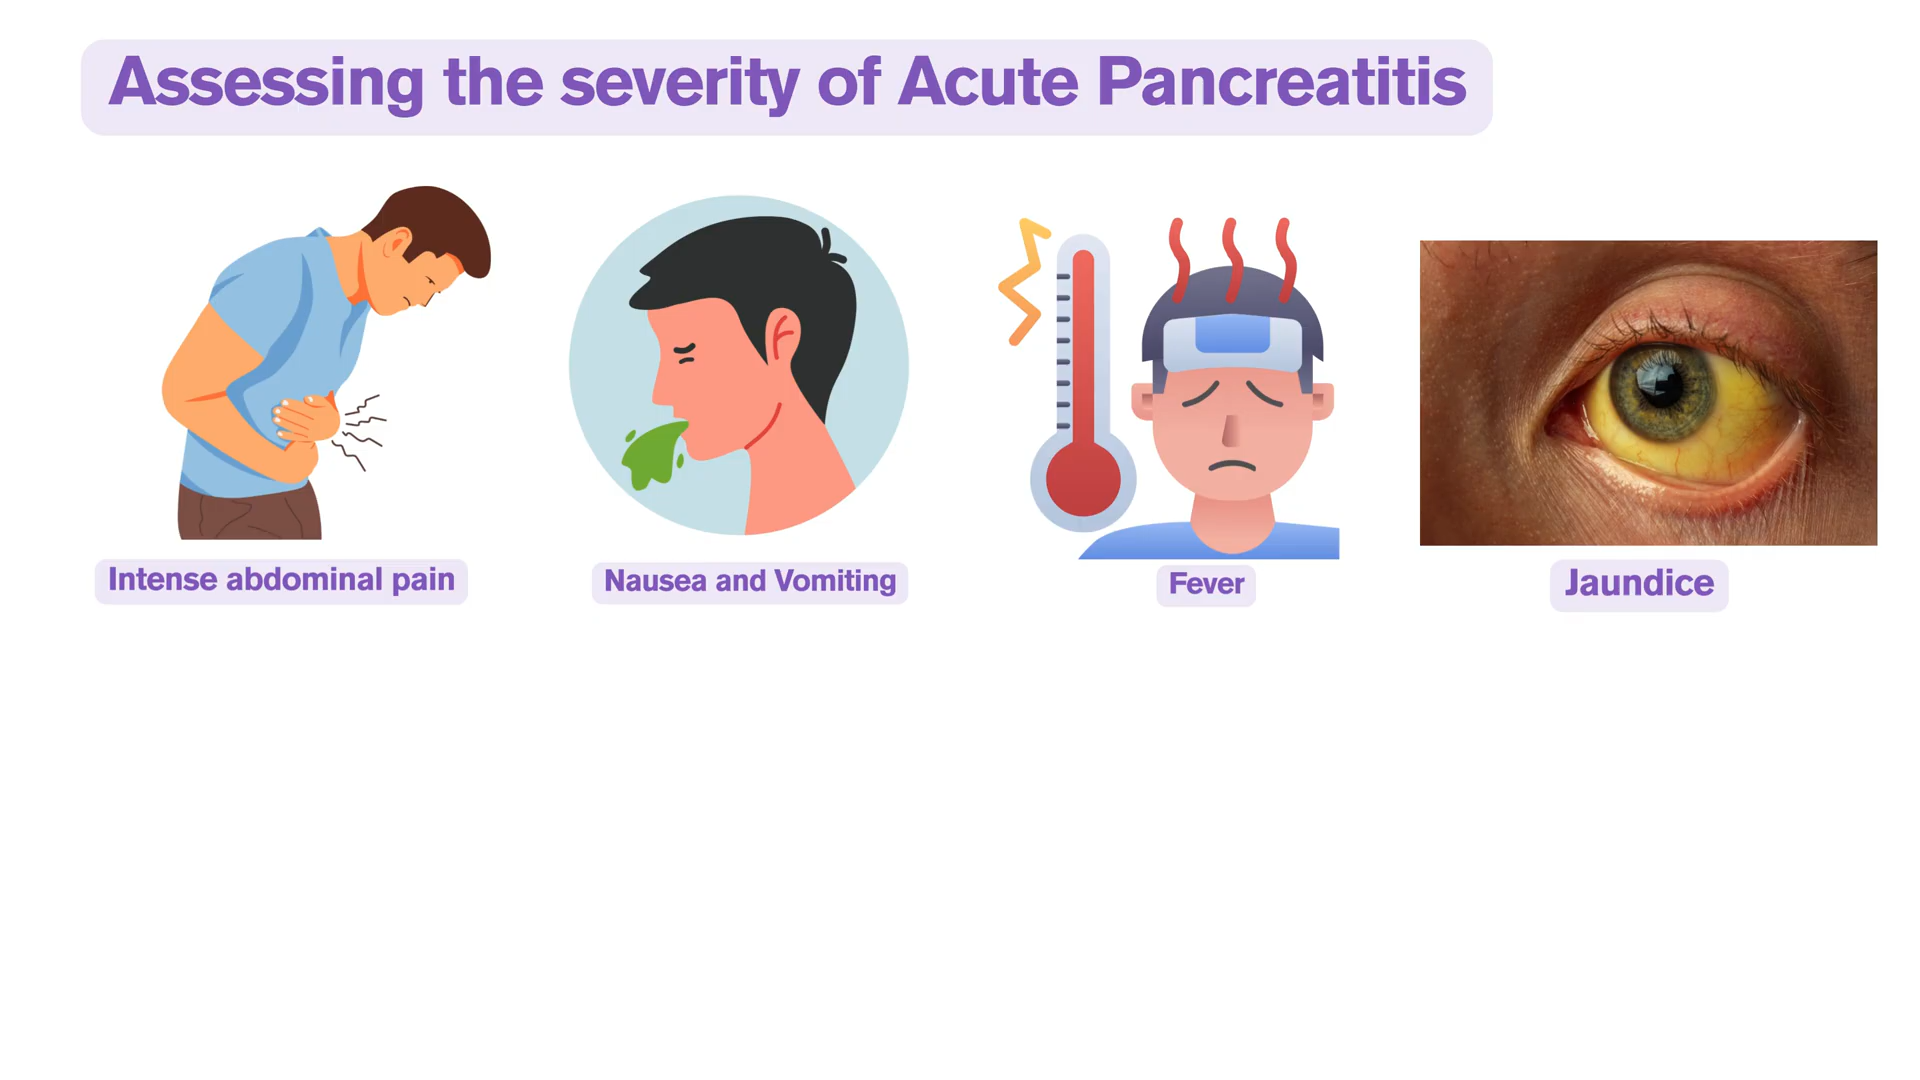 Assessing the severity of Acute Pancreatitis
Intense abdominal pain
Nausea and Vomiting
Fever
Jaundice